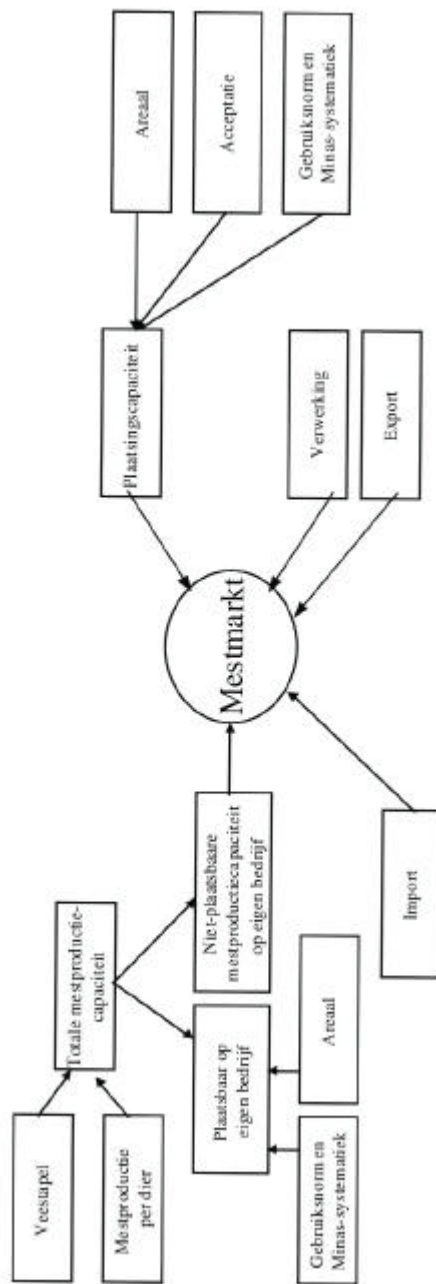 Veestapel
Mestproductie
per dier
Totale mestproductie-
capaciteit
Gebruiksnorm en
Minas-systematiek
Plaatsbaar op
eigen bedrijf
Areaal
Niet-plaatsbaare
mestproductiecapaciteit
op eigen bedrijf
Import
Mestmarkt
Plaatsingscapaciteit
Verwerking
Export
Areaal
Acceptatie
Gebruiksnorm en
Minas-systematiek